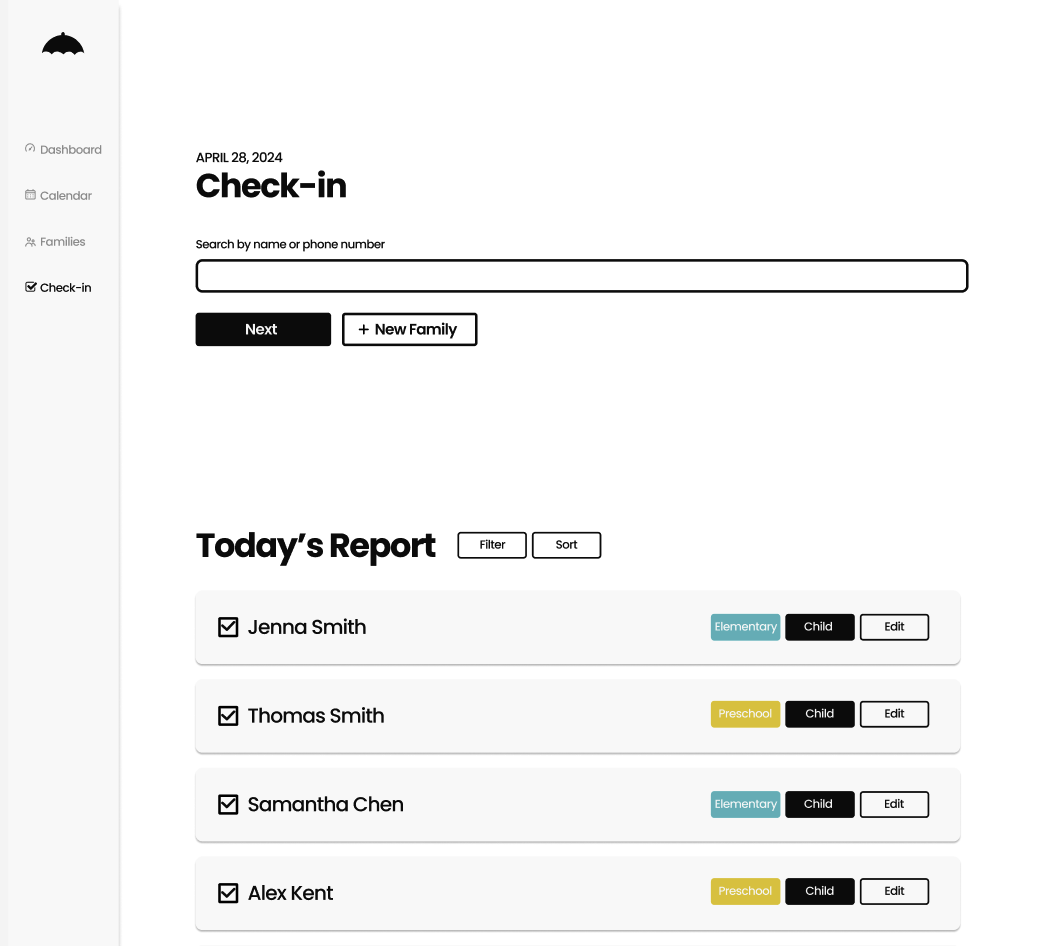 Dashboard
Calendar
Families
Check-in
APRIL 28, 2024
Check-in
Search by name or phone number
Next
+ New Family
Today’s Report
Filter
Sort
Jenna Smith
Elementary
Child
Edit
Thomas Smith
Preschool
Child
Edit
Samantha Chen
Elementary
Child
Edit
Alex Kent
Preschool
Child
Edit